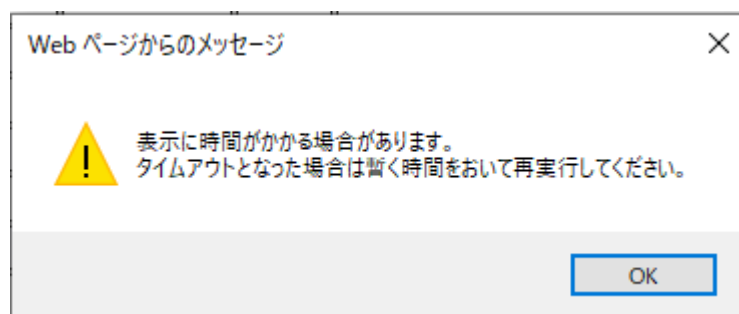 Web ページからのメッセージ
表示に時間がかかる場合があります。
タイムアウトとなった場合は暫く時間をおいて再実行してください。
OK